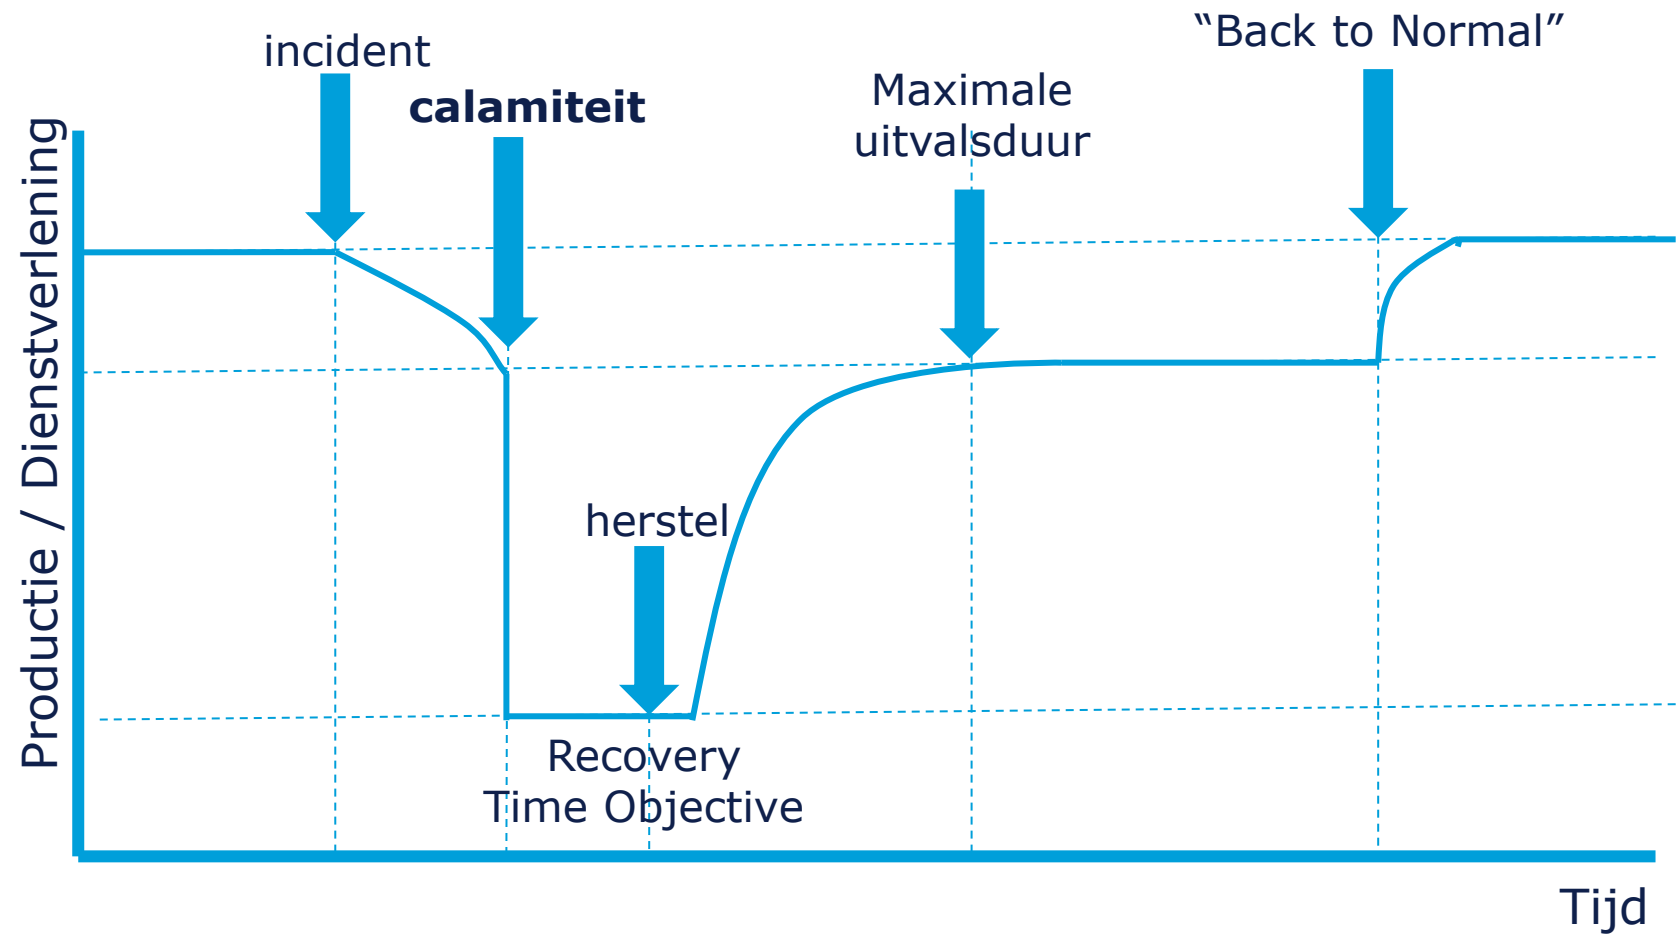 incident
calamiteit
Maximale
uitvalsduur
“Back to Normal”
Productie / Dienstverlening
herstel
Recovery
Time Objective
Tijd